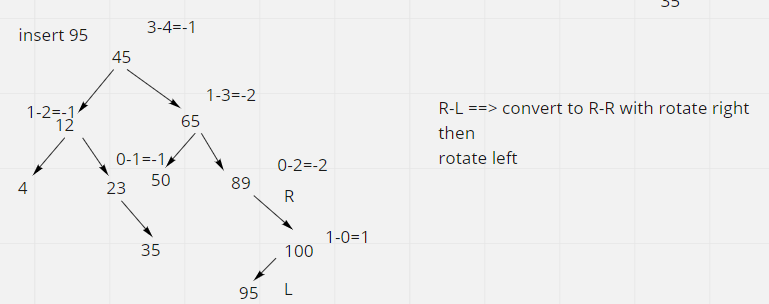 35
insert 95
3-4=-1
45
1-3=-2
1-2=-1
12
65
R-L ==> convert to R-R with rotate right
then
rotate left
0-1=-1
0-2=-2
4
23
50
89
R
35
100
1-0=1
95
L